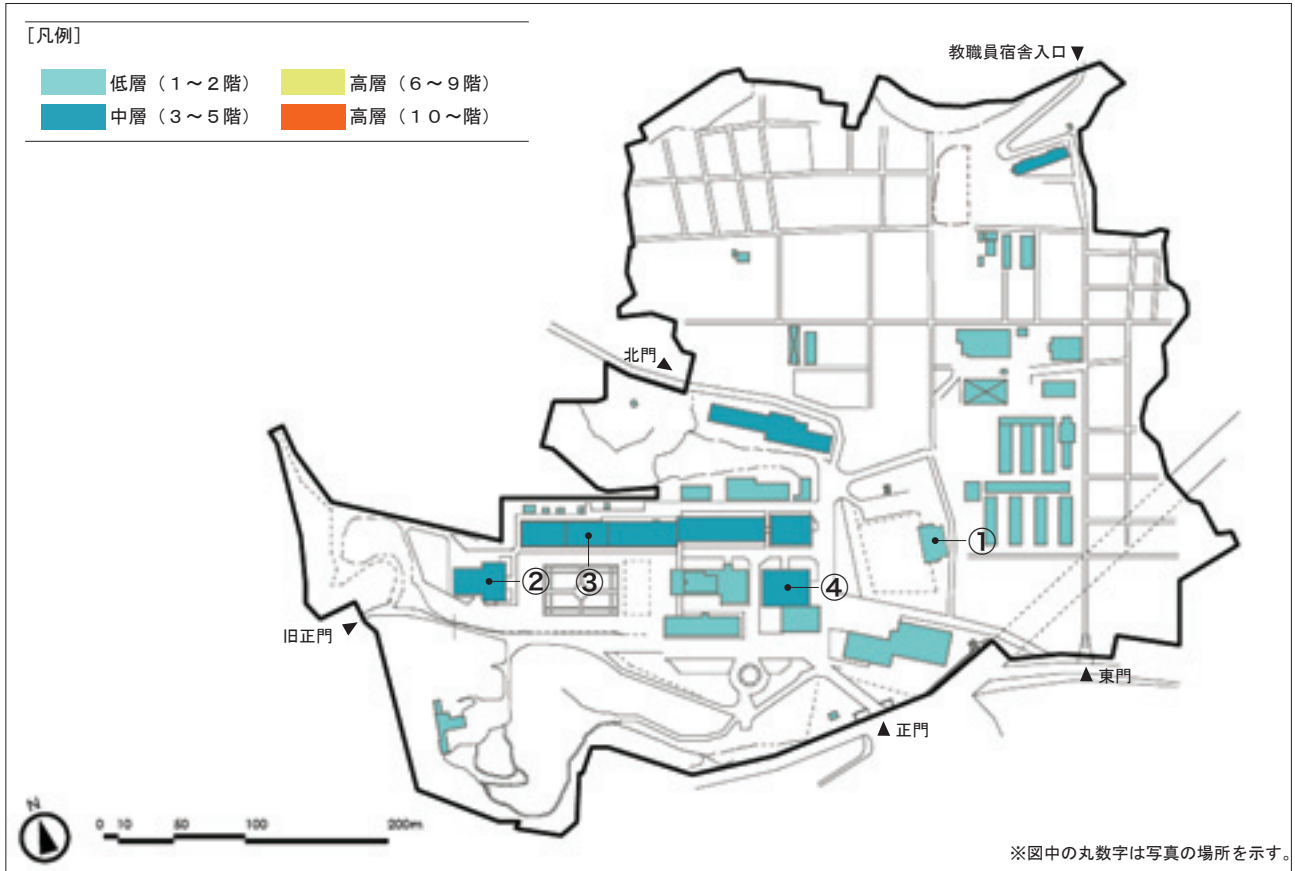 [凡例]
低層（１～２階）
高層（６～９階）
中層（３～５階）
高層（１０～階）
教職員宿舎入口▼
北門
▲
①
②
③
④
旧正門
▲
▲東門
▲正門
N
0 10 50 100 200m
※図中の丸数字は写真の場所を示す。